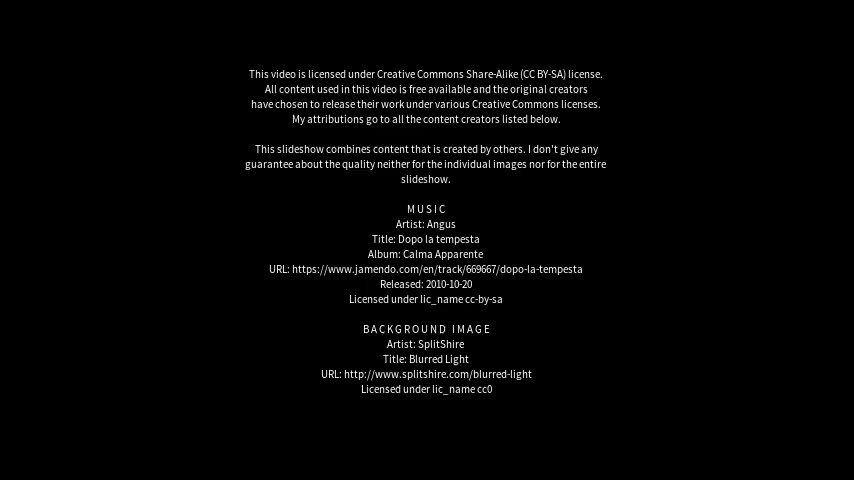 This video is licensed under Creative Commons Share-Alike (CC BY-SA) license.
All content used in this video is free available and the original creators
have chosen to release their work under various Creative Commons licenses.
My attributions go to all the content creators listed below.
This slideshow combines content that is created by others. I don't give any
guarantee about the quality neither for the individual images nor for the entire
slideshow.
MUSIC
Artist: Angus
Title: Dopo la tempesta
Album: Calma Apparente
URL: https://www.jamendo.com/en/track/669667/dopo-la-tempesta
Released: 2010-10-20
Licensed under lic_name cc-by-sa
BACKGROUND IMAGE
Artist: SplitShire
Title: Blurred Light
URL: http://www.splitshire.com/blurred-light
Licensed under lic_name cc0